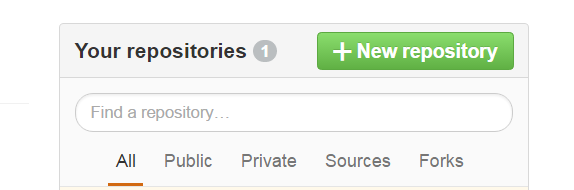 Your repositories 1 + New repository
Find a repository…
All Public Private Sources Forks